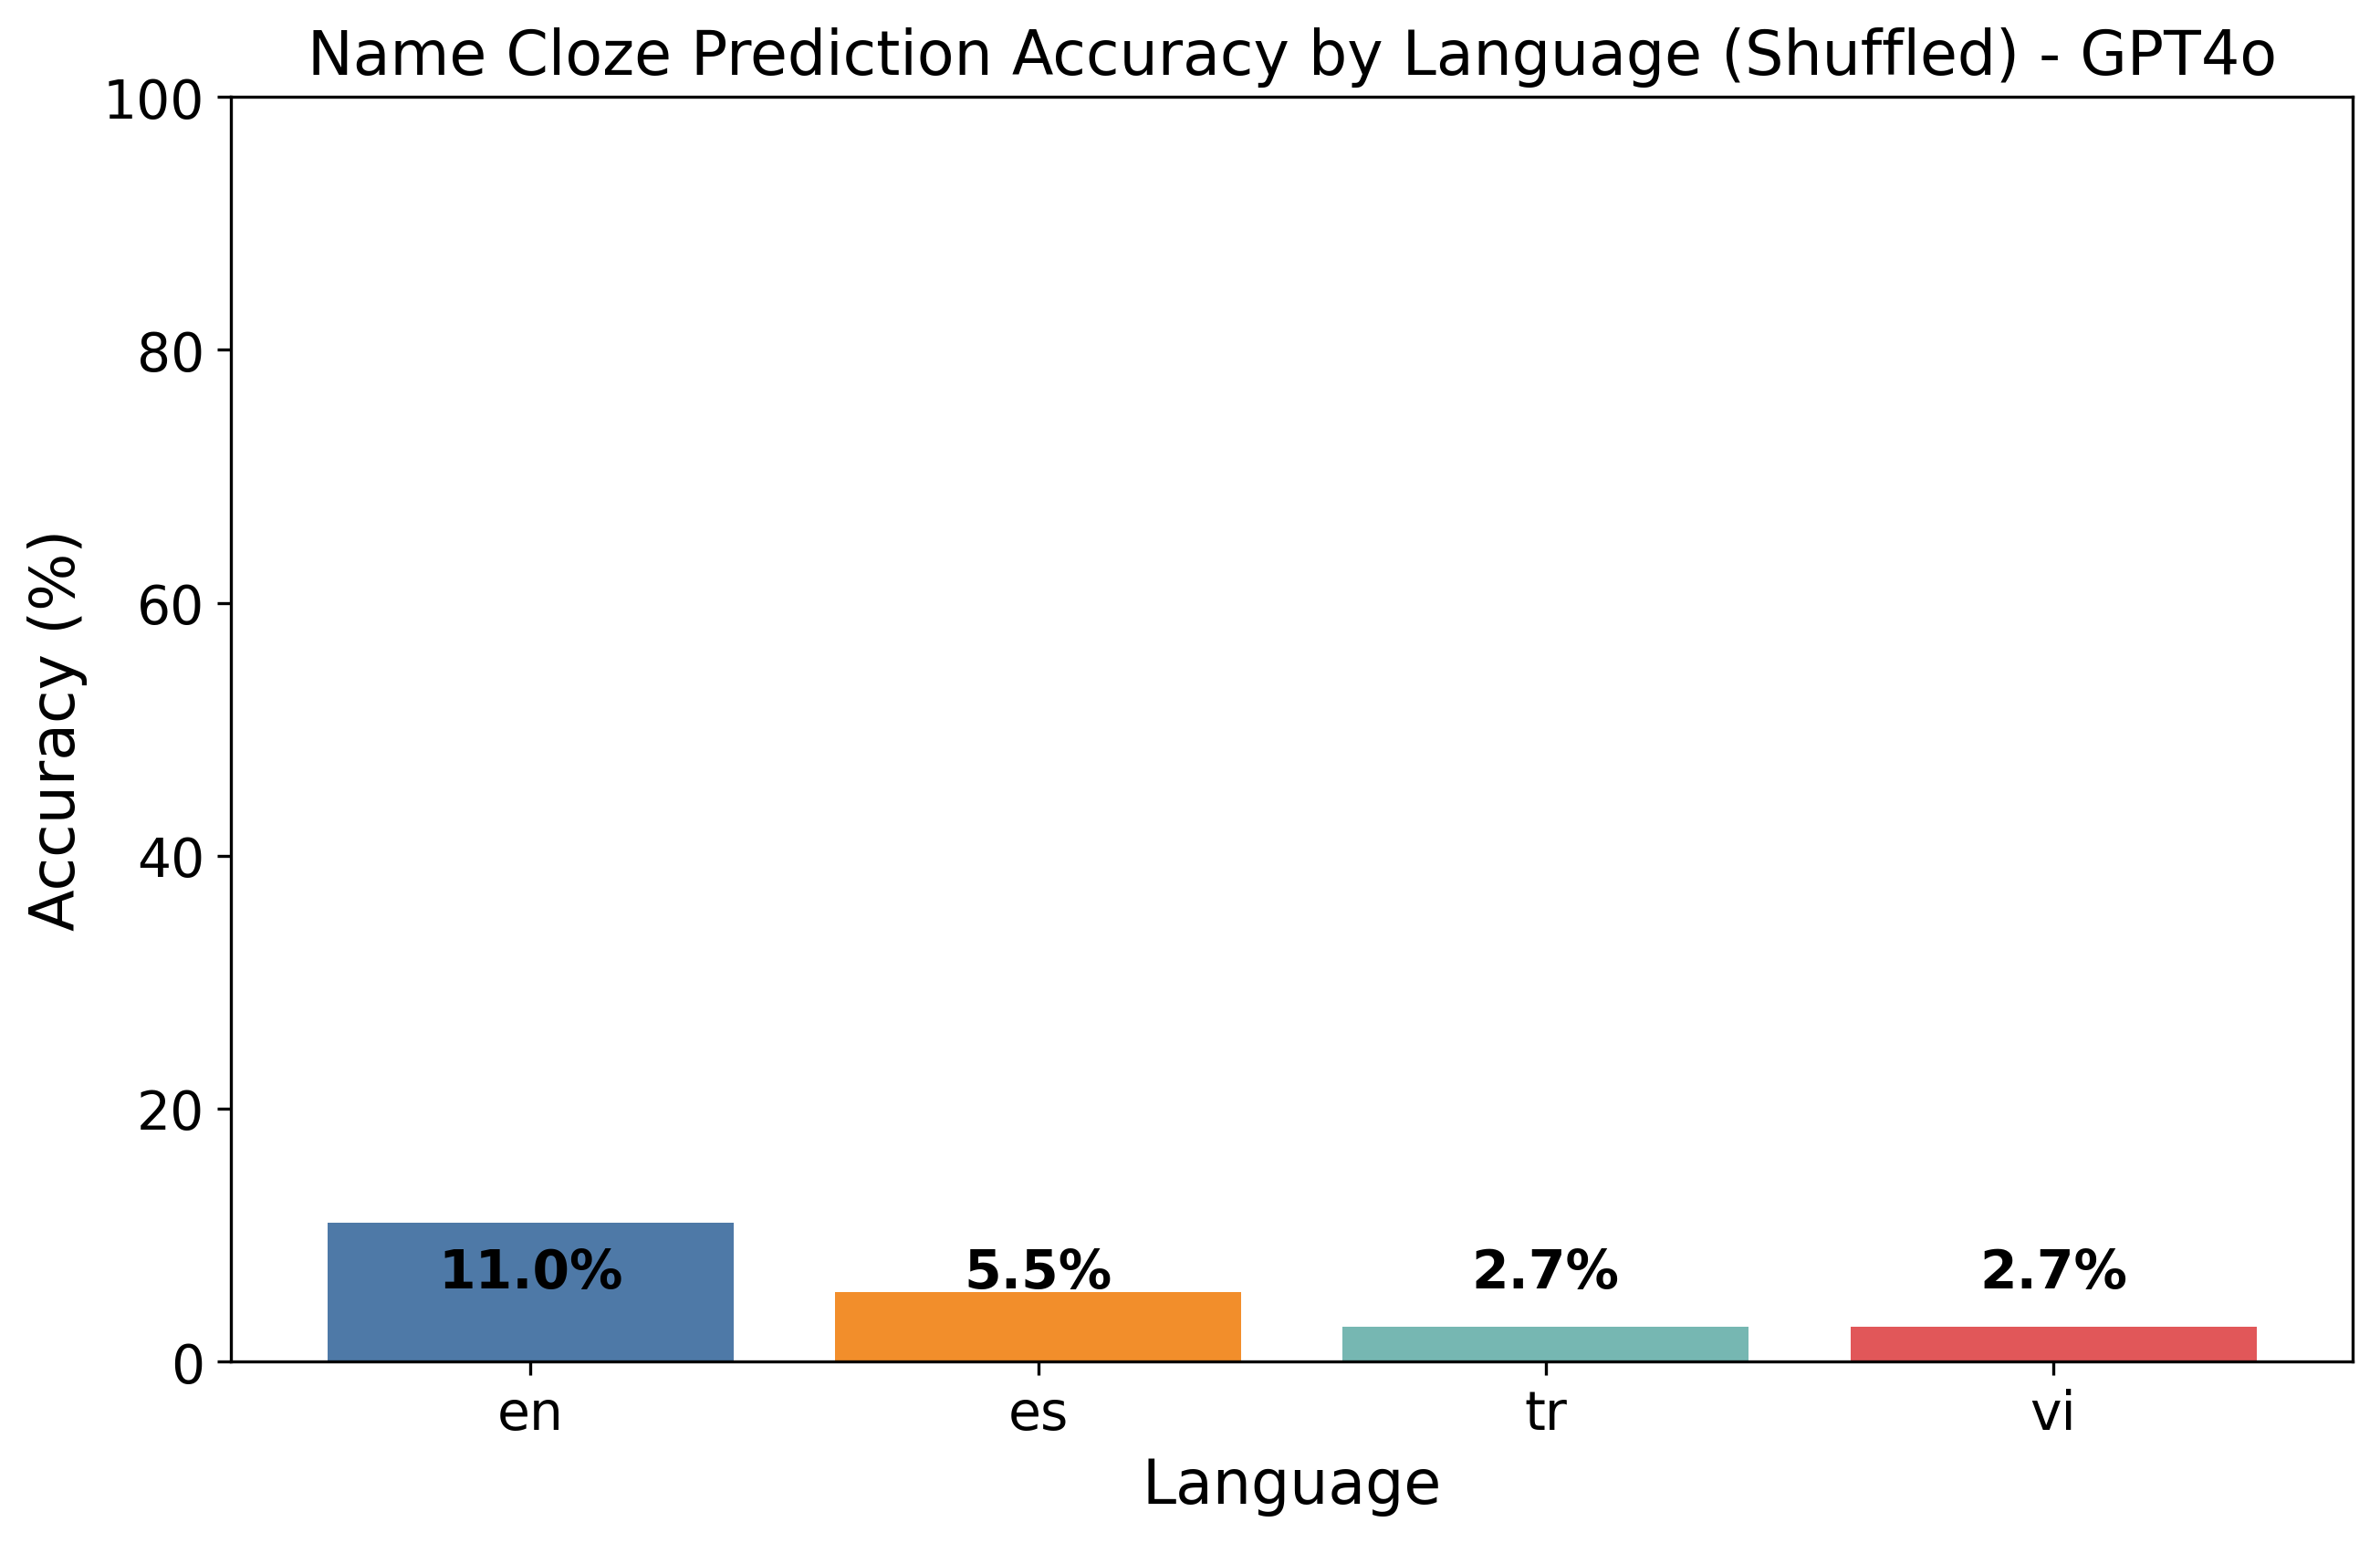 Name Cloze Prediction Accuracy by Language (Shuffled) - GPT4o
Accuracy (%)
100
80
60
40
20
0
11.0%
5.5%
2.7%
2.7%
en
es
tr
vi
Language